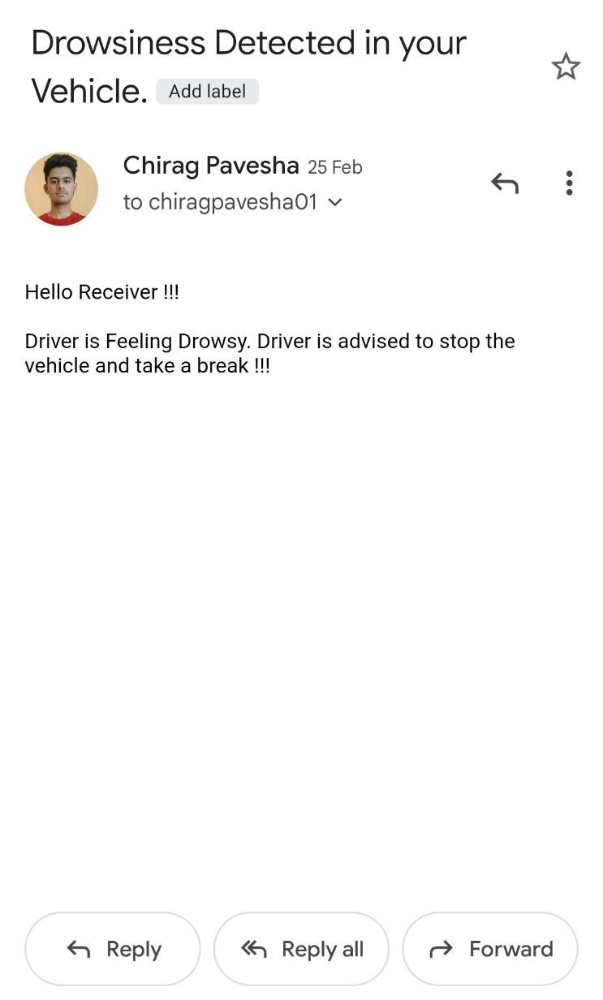 Drowsiness Detected in your
Vehicle. Add label
Chirag Pavesha 25 Feb
to chiragpavesha01
Hello Receiver !!!
Driver is Feeling Drowsy. Driver is advised to stop the
vehicle and take a break !!!
Reply Reply all Forward